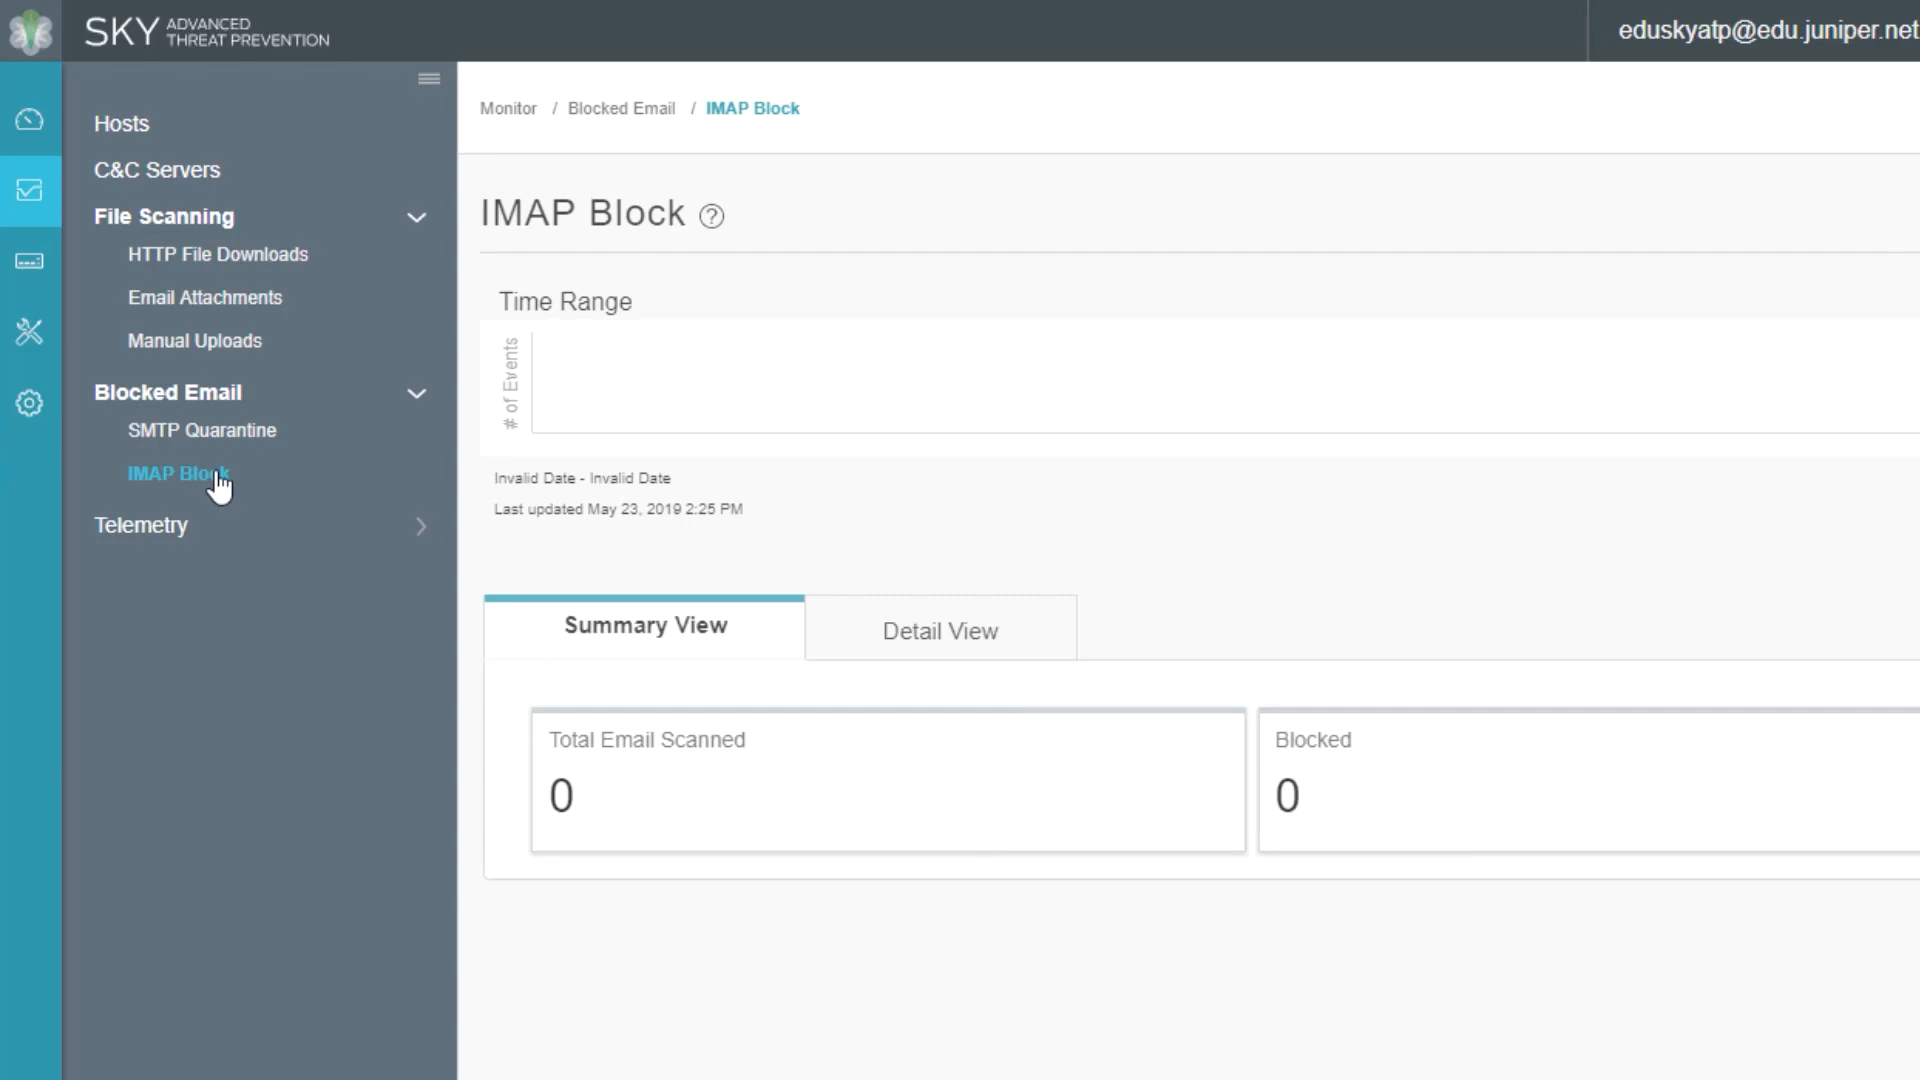 SKY ADVANCED THREAT PREVENTION
eduskyatp@edu.juniper.net
Hosts
C&C Servers
File Scanning
HTTP File Downloads
Email Attachments
Manual Uploads
Blocked Email
SMTP Quarantine
IMAP Block
Telemetry
Monitor / Blocked Email / IMAP Block
IMAP Block ?
Time Range
# of Events
Invalid Date - Invalid Date
Last updated May 23, 2019 2:25 PM
Summary View
Detail View
Total Email Scanned
0
Blocked
0